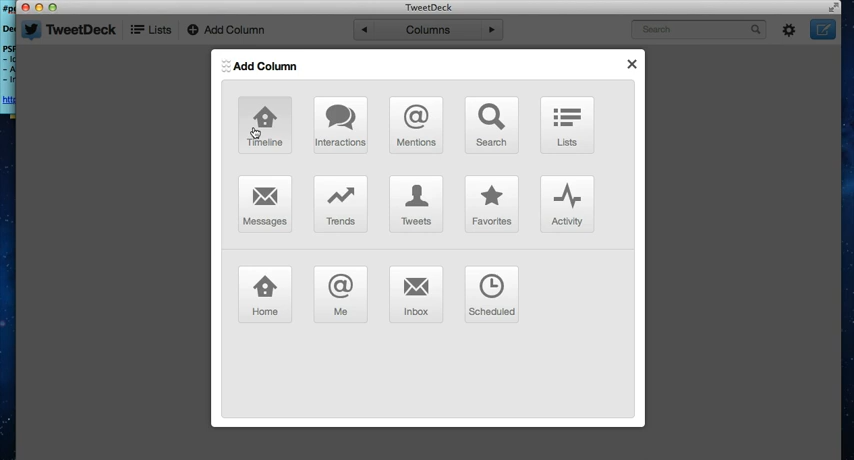 TweetDeck
TweetDeck Lists Add Column Columns Search
Add Column
Timeline Interactions Mentions Search Lists
Messages Trends Tweets Favorites Activity
Home Me Inbox Scheduled